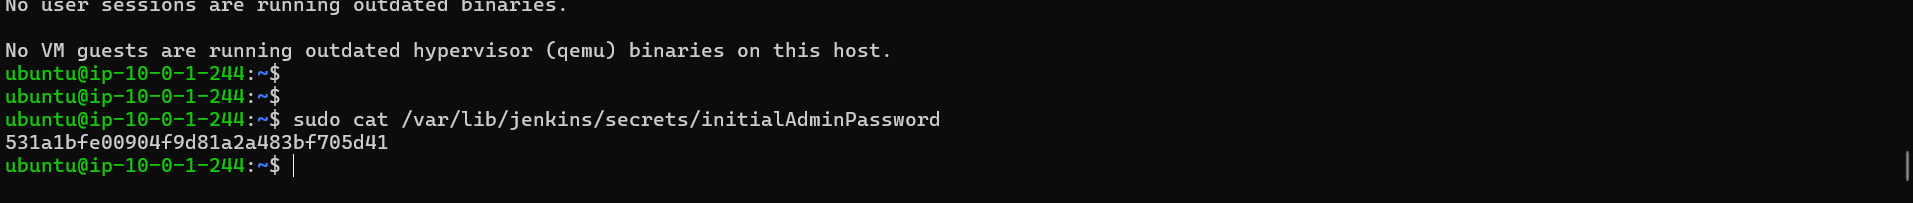 No user sessions are running outdated binaries.
No VM guests are running outdated hypervisor (qemu) binaries on this host.
ubuntu@ip-10-0-1-244:~$
ubuntu@ip-10-0-1-244:~$
ubuntu@ip-10-0-1-244:~$ sudo cat /var/lib/jenkins/secrets/initialAdminPassword
531a1bfe00904f9d81a2a483bf705d41
ubuntu@ip-10-0-1-244:~$